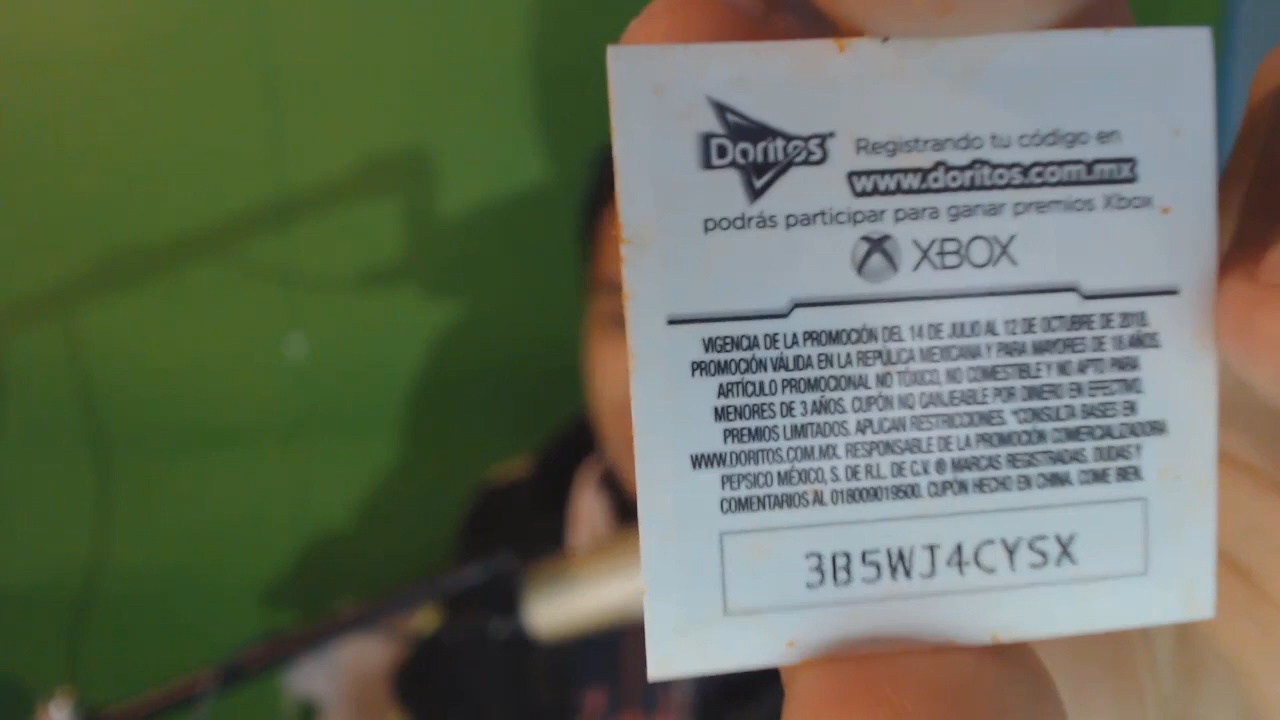 Doritos
Registrando tu código en
www.doritos.com.mx
podrás participar para ganar premios Xbox
XBOX
VIGENCIA DE LA PROMOCIÓN DEL 14 DE JULIO AL 12 DE OCTUBRE DE 2018.
PROMOCIÓN VÁLIDA EN LA REPÚLICA MEXICANA Y PARA MAYORES DE 18 AÑOS.
ARTÍCULO PROMOCIONAL NO TÓXICO, NO COMESTIBLE Y NO APTO PARA
MENORES DE 3 AÑOS. CUPÓN NO CANJEABLE POR DINERO EN EFECTIVO.
PREMIOS LIMITADOS. APLICAN RESTRICCIONES. *CONSULTA BASES EN
WWW.DORITOS.COM.MX. RESPONSABLE DE LA PROMOCIÓN COMERCIALIZADORA
PEPSICO MÉXICO, S. DE R.L. DE C.V. ® MARCAS REGISTRADAS. DUDAS Y
COMENTARIOS AL 018009019500. CUPÓN HECHO EN CHINA. COME BIEN.
3B5WJ4CYSX